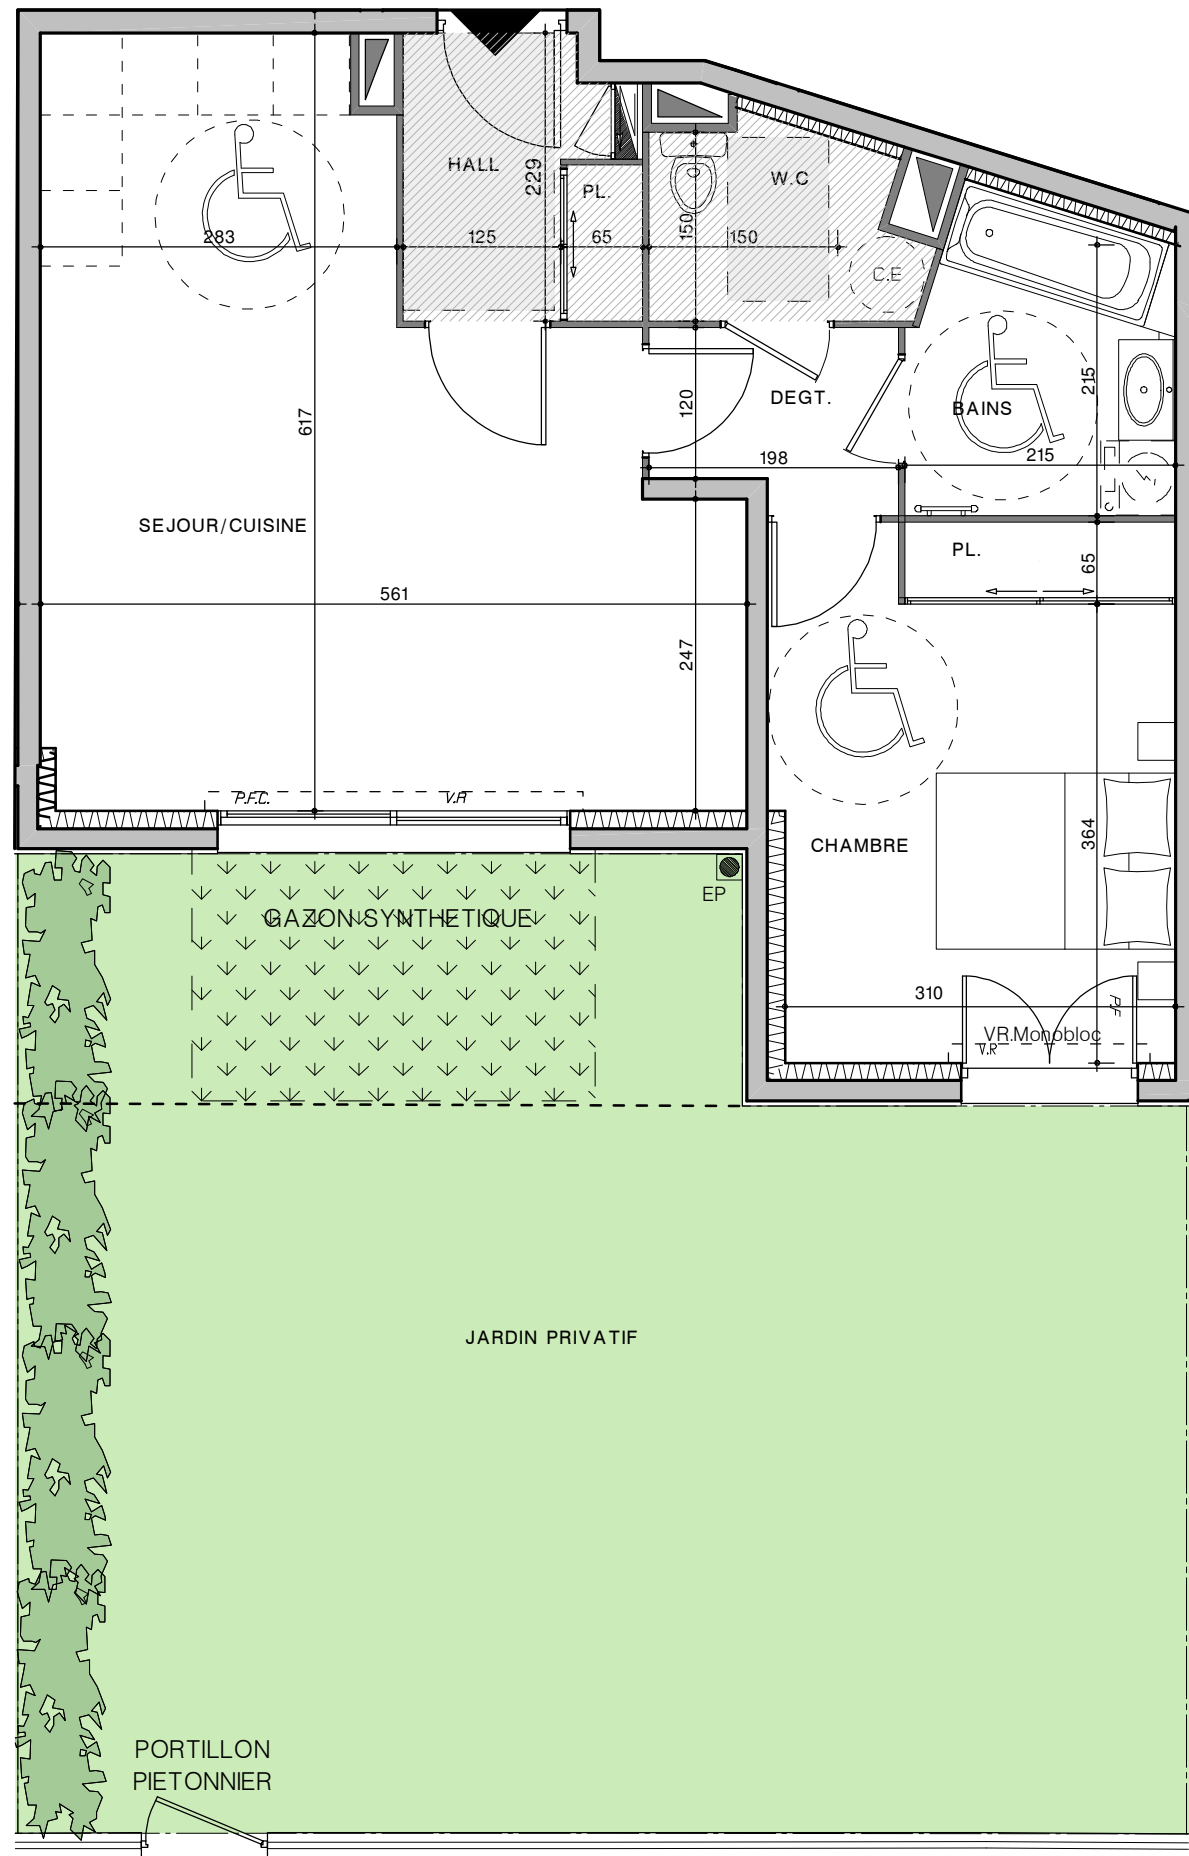 HALL
229
PL.
W.C
150
283
125
65
150
C.E
617
120
DEGT.
BAINS
215
198
215
SEJOUR/CUISINE
PL.
65
561
247
P.F.C.
V.R
CHAMBRE
364
EP
GAZON SYNTHETIQUE
310
P.F
VR.Monobloc
V.R
JARDIN PRIVATIF
PORTILLON
PIETONNIER